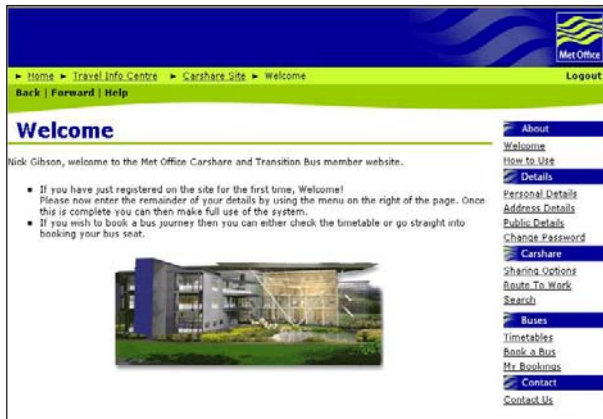 Met Office
► Home ► Travel Info Centre ► Carshare Site ► Welcome
Logout
Back | Forward | Help
Welcome
Nick Gibson, welcome to the Met Office Carshare and Transition Bus member website.
▪ If you have just registered on the site for the first time, Welcome!
Please now enter the remainder of your details by using the menu on the right of the page. Once
this is complete you can then make full use of the system.
▪ If you wish to book a bus journey then you can either check the timetable or go straight into
booking your bus seat.
About
Welcome
How to Use
Details
Personal Details
Address Details
Public Details
Change Password
Carshare
Sharing Options
Route To Work
Search
Buses
Timetables
Book a Bus
My Bookings
Contact
Contact Us